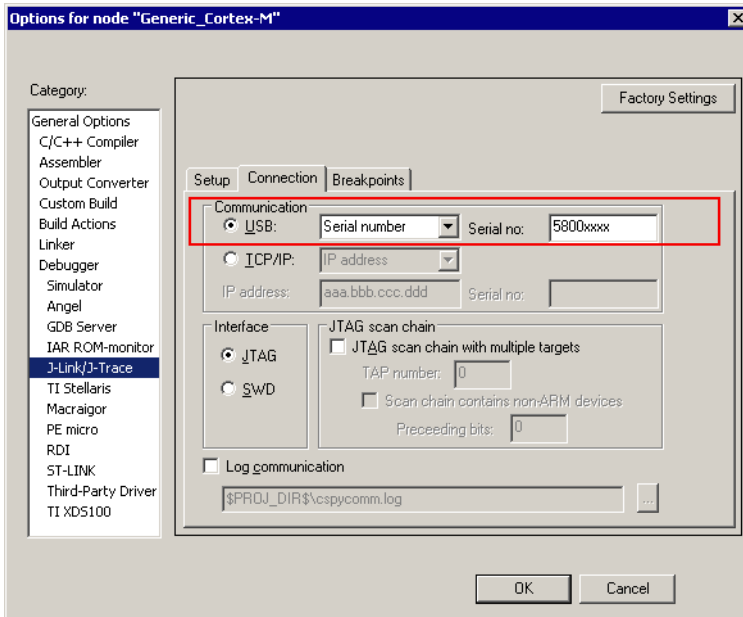 Options for node "Generic_Cortex-M"
Category:
General Options
C/C++ Compiler
Assembler
Output Converter
Custom Build
Build Actions
Linker
Debugger
Simulator
Angel
GDB Server
IAR ROM-monitor
J-Link/J-Trace
TI Stellaris
Macraigor
PE micro
RDI
ST-LINK
Third-Party Driver
TI XDS100
Factory Settings
Setup Connection Breakpoints
Communication
USB: Serial number Serial no: 5800xxxx
TCP/IP: IP address
IP address: aaa.bbb.ccc.ddd Serial no:
Interface
JTAG
SWD
JTAG scan chain
JTAG scan chain with multiple targets
TAP number: 0
Scan chain contains non-ARM devices
Preceeding bits: 0
Log communication
$PROJ_DIR$\cspycomm.log ...
OK Cancel